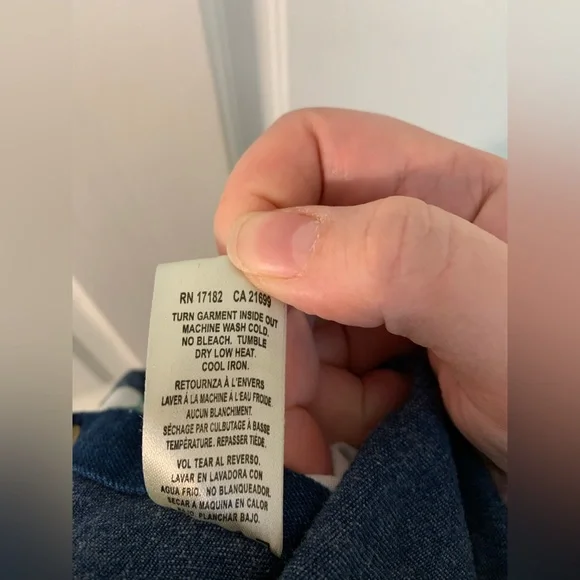 RN 17182 CA 21699
TURN GARMENT INSIDE OUT
MACHINE WASH COLD.
NO BLEACH. TUMBLE
DRY LOW HEAT.
COOL IRON.
RETOURNZA À L'ENVERS
LAVER À LA MACHINE À L'EAU FROIDE.
AUCUN BLANCHIMENT.
SÉCHAGE PAR CULBUTAGE À BASSE
TEMPÉRATURE. REPASSER TIÈDE.
VOL TEAR AL REVERSO.
LAVAR EN LAVADORA CON
AGUA FRIO. NO BLANQUEADOR.
SECAR A MAQUINA EN CALOR
PLANCHAR BAJO.